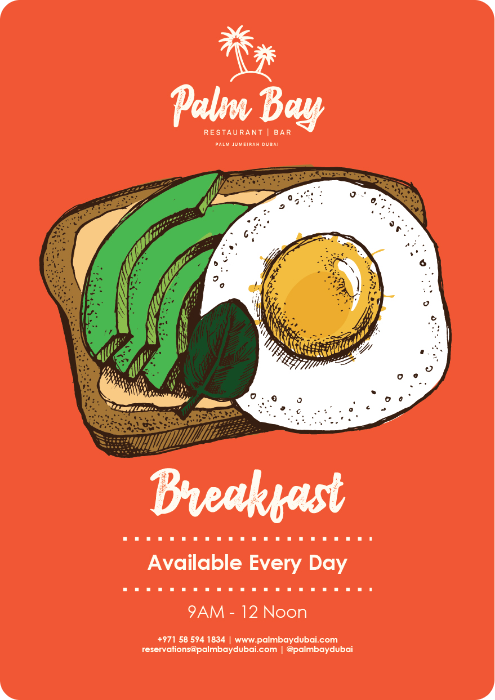 Palm Bay
RESTAURANT | BAR
PALM JUMEIRAH DUBAI
Breakfast
Available Every Day
9AM - 12 Noon
+971 58 594 1834 | www.palmbaydubai.com
reservations@palmbaydubai.com | @palmbaydubai